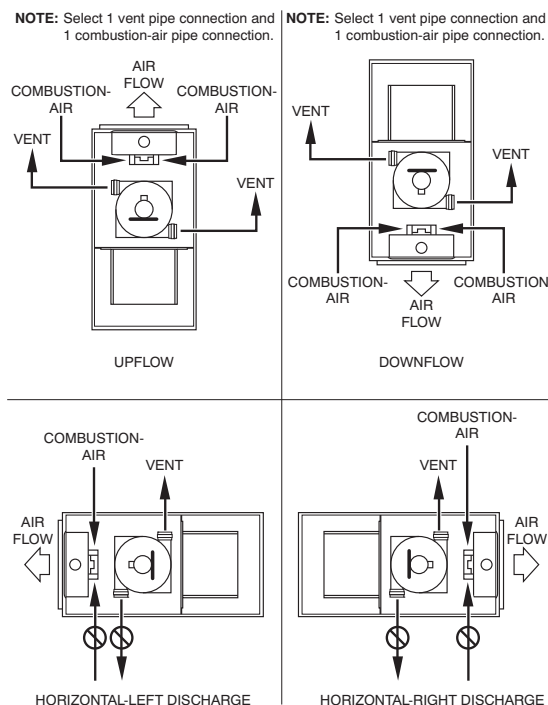 NOTE: Select 1 vent pipe connection and
1 combustion-air pipe connection.
AIR
FLOW
COMBUSTION-
AIR
COMBUSTION-
AIR
VENT
VENT
UPFLOW
NOTE: Select 1 vent pipe connection and
1 combustion-air pipe connection.
VENT
VENT
COMBUSTION-
AIR
COMBUSTION
AIR
AIR
FLOW
DOWNFLOW
COMBUSTION-
AIR
VENT
AIR
FLOW
HORIZONTAL-LEFT DISCHARGE
COMBUSTION-
AIR
VENT
AIR
FLOW
HORIZONTAL-RIGHT DISCHARGE